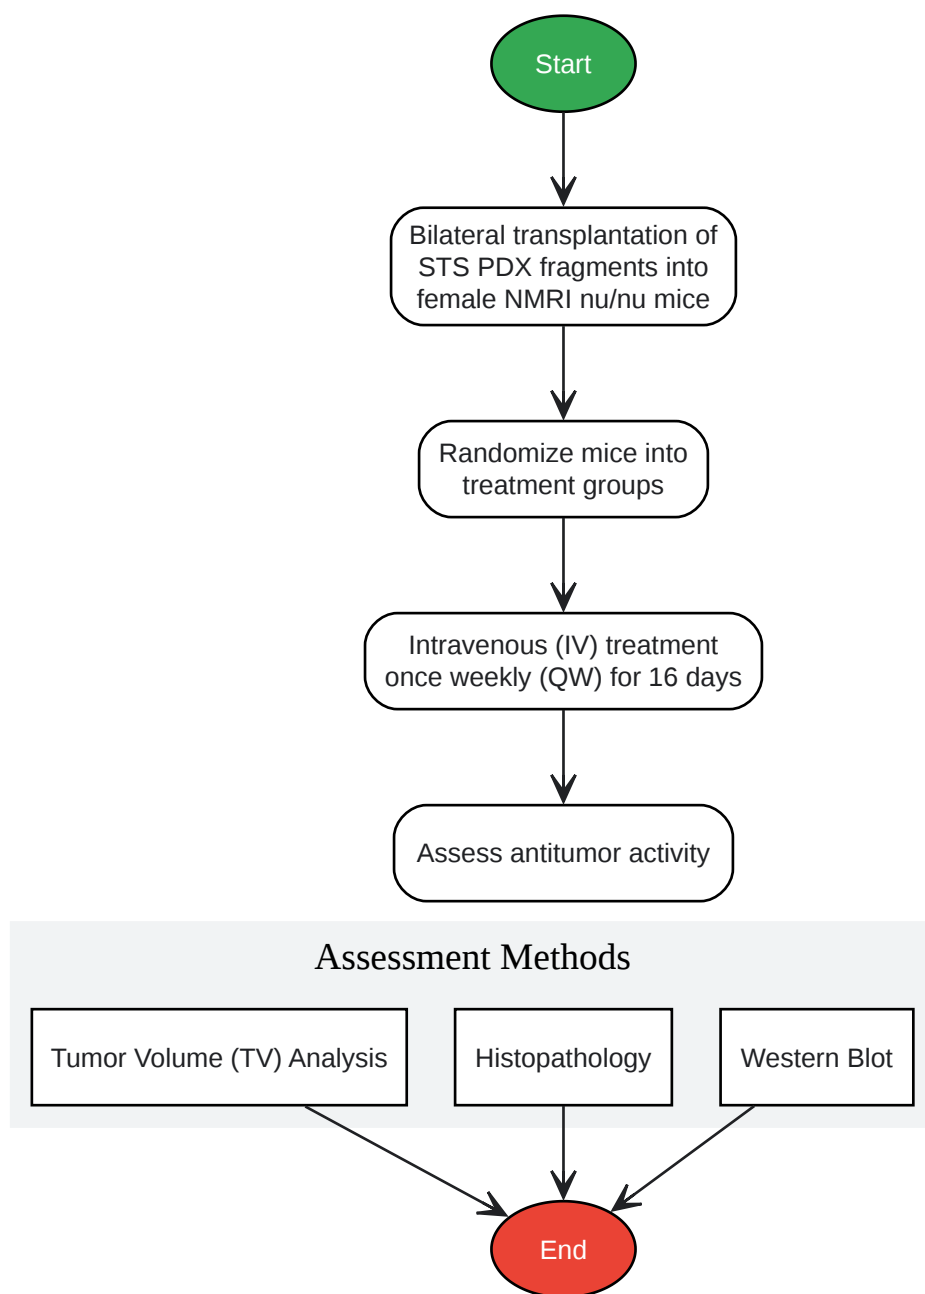 Start
Bilateral transplantation of
STS PDX fragments into
female NMRI nu/nu mice
Randomize mice into
treatment groups
Intravenous (IV) treatment
once weekly (QW) for 16 days
Assess antitumor activity
Assessment Methods
Tumor Volume (TV) Analysis
Histopathology
Western Blot
End